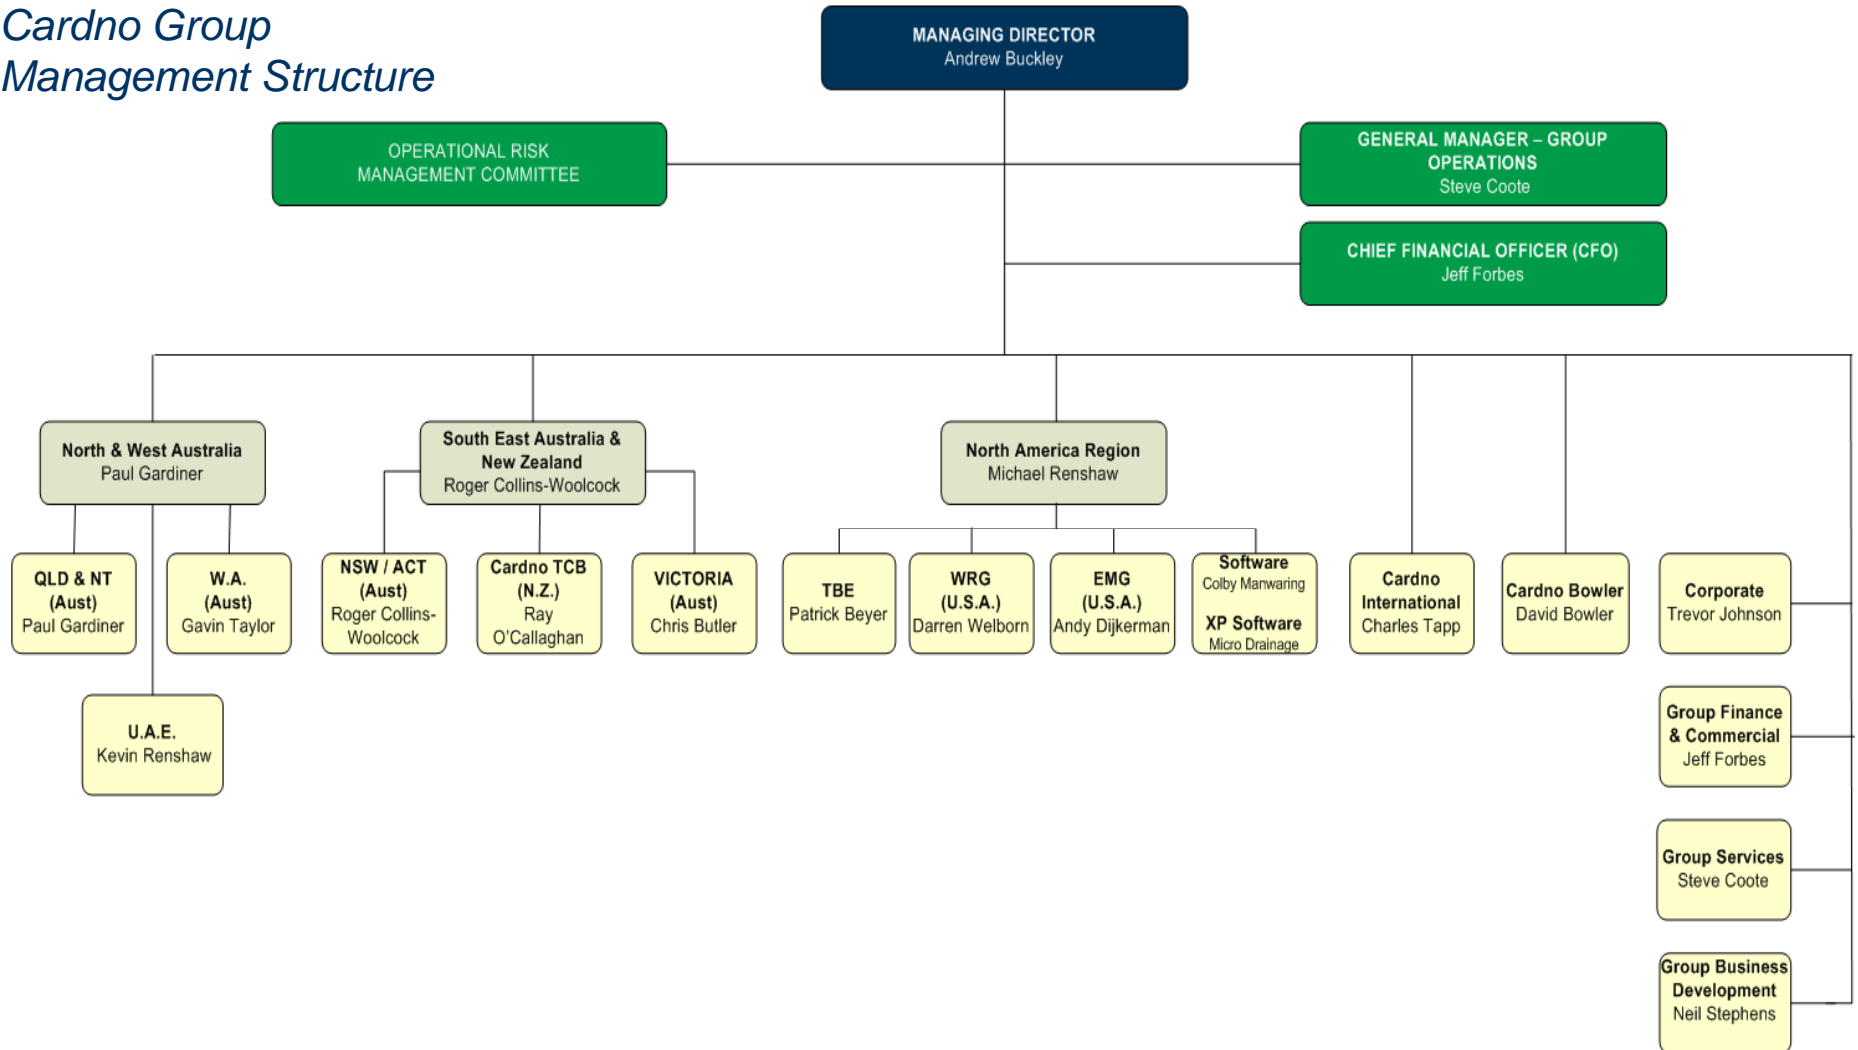 Cardno Group
Management Structure
MANAGING DIRECTOR
Andrew Buckley
OPERATIONAL RISK
MANAGEMENT COMMITTEE
GENERAL MANAGER – GROUP
OPERATIONS
Steve Coote
CHIEF FINANCIAL OFFICER (CFO)
Jeff Forbes
North & West Australia
Paul Gardiner
South East Australia &
New Zealand
Roger Collins-Woolcock
North America Region
Michael Renshaw
QLD & NT
(Aust)
Paul Gardiner
W.A.
(Aust)
Gavin Taylor
NSW / ACT
(Aust)
Roger Collins-
Woolcock
Cardno TCB
(N.Z.)
Ray
O'Callaghan
VICTORIA
(Aust)
Chris Butler
TBE
Patrick Beyer
WRG
(U.S.A.)
Darren Welborn
EMG
(U.S.A.)
Andy Dijkerman
Software
Colby Manwaring
XP Software
Micro Drainage
Cardno
International
Charles Tapp
Cardno Bowler
David Bowler
Corporate
Trevor Johnson
U.A.E.
Kevin Renshaw
Group Finance
& Commercial
Jeff Forbes
Group Services
Steve Coote
Group Business
Development
Neil Stephens